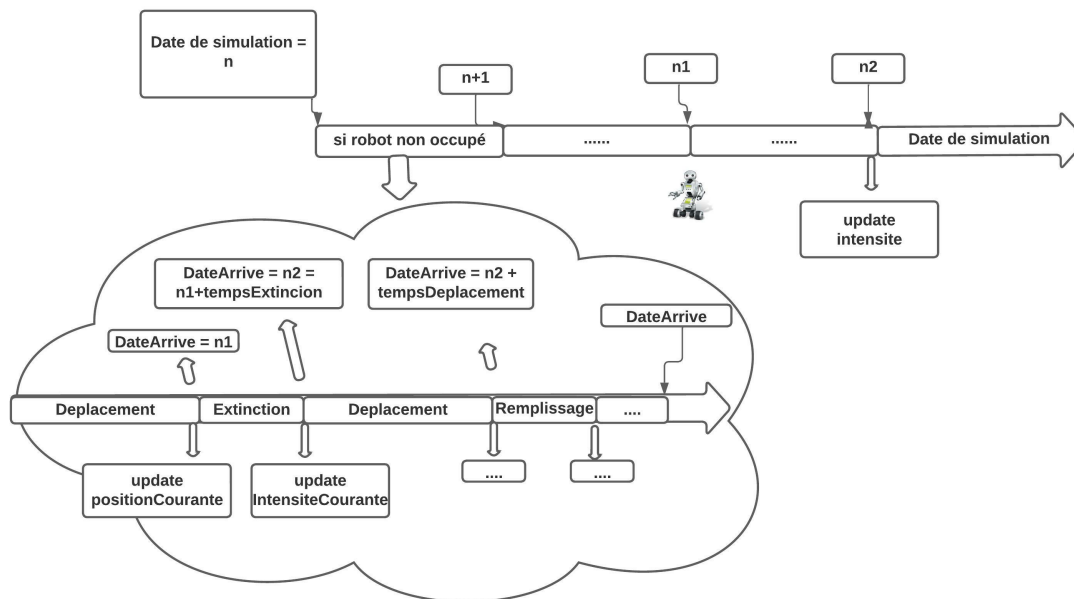 Date de simulation =
n
n+1
n1
n2
si robot non occupé
......
......
Date de simulation
update
intensite
DateArrive = n2 =
n1+tempsExtincion
DateArrive = n2 +
tempsDeplacement
DateArrive
DateArrive = n1
Deplacement
Extinction
Deplacement
Remplissage
....
update
positionCourante
update
IntensiteCourante
....
....